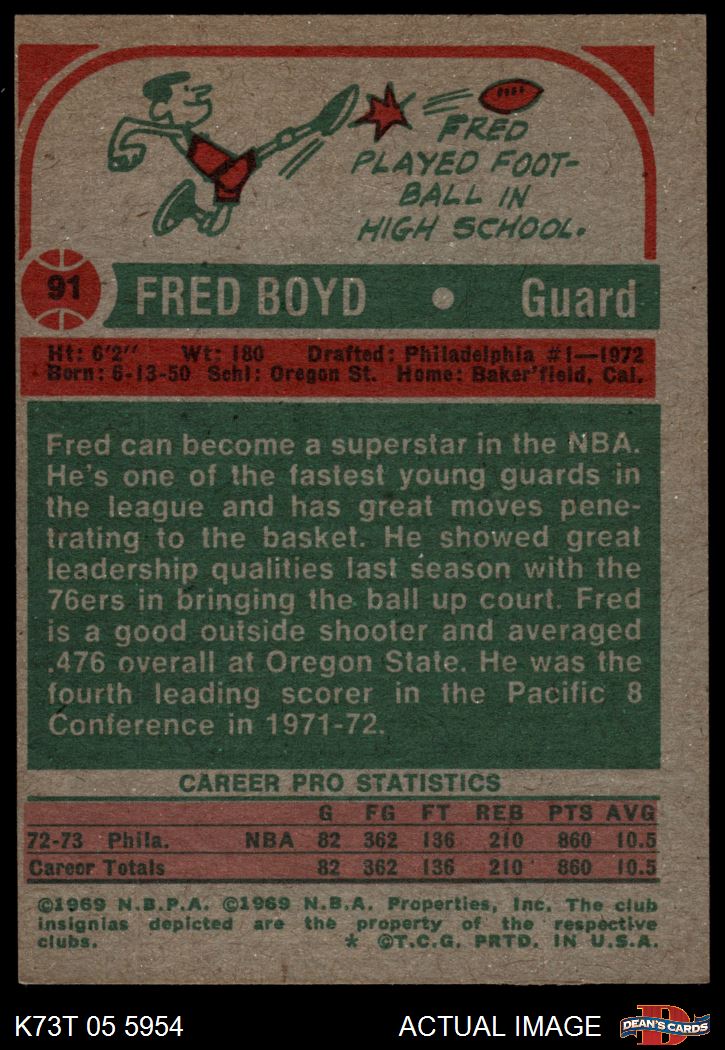 FRED
PLAYED FOOT-
BALL IN
HIGH SCHOOL.
91 FRED BOYD • Guard
Ht: 6'2" Wt: 180 Drafted: Philadelphia #1—1972
Born: 6-13-50 Schl: Oregon St. Home: Baker'field, Cal.
Fred can become a superstar in the NBA.
He's one of the fastest young guards in
the league and has great moves pene-
trating to the basket. He showed great
leadership qualities last season with the
76ers in bringing the ball up court. Fred
is a good outside shooter and averaged
.476 overall at Oregon State. He was the
fourth leading scorer in the Pacific 8
Conference in 1971-72.
CAREER PRO STATISTICS
G FG FT REB PTS AVG
72-73 Phila. NBA 82 362 136 210 860 10.5
Career Totals 82 362 136 210 860 10.5
©1969 N.B.P.A. ©1969 N.B.A. Properties, Inc. The club
insignias depicted are the property of the respective
clubs. * ©T.C.G. PRTD. IN U.S.A.
K73T 05 5954 ACTUAL IMAGE D DEAN'S CARDS